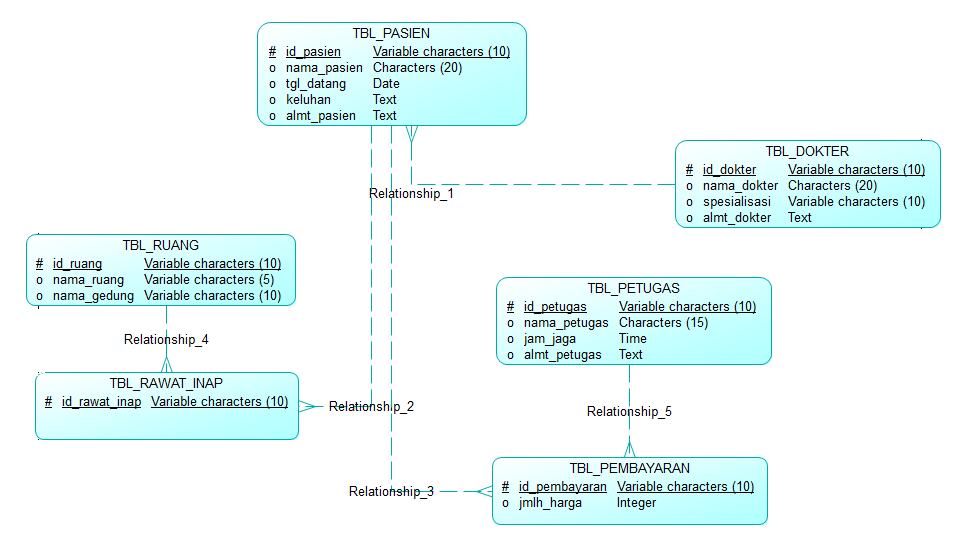 TBL_PASIEN
# id_pasien Variable characters (10)
o nama_pasien Characters (20)
o tgl_datang Date
o keluhan Text
o almt_pasien Text
TBL_DOKTER
# id_dokter Variable characters (10)
o nama_dokter Characters (20)
o spesialisasi Variable characters (10)
o almt_dokter Text
Relationship_1
TBL_RUANG
# id_ruang Variable characters (10)
o nama_ruang Variable characters (5)
o nama_gedung Variable characters (10)
TBL_PETUGAS
# id_petugas Variable characters (10)
o nama_petugas Characters (15)
o jam_jaga Time
o almt_petugas Text
Relationship_4
TBL_RAWAT_INAP
# id_rawat_inap Variable characters (10)
Relationship_2
Relationship_5
TBL_PEMBAYARAN
# id_pembayaran Variable characters (10)
o jmlh_harga Integer
Relationship_3